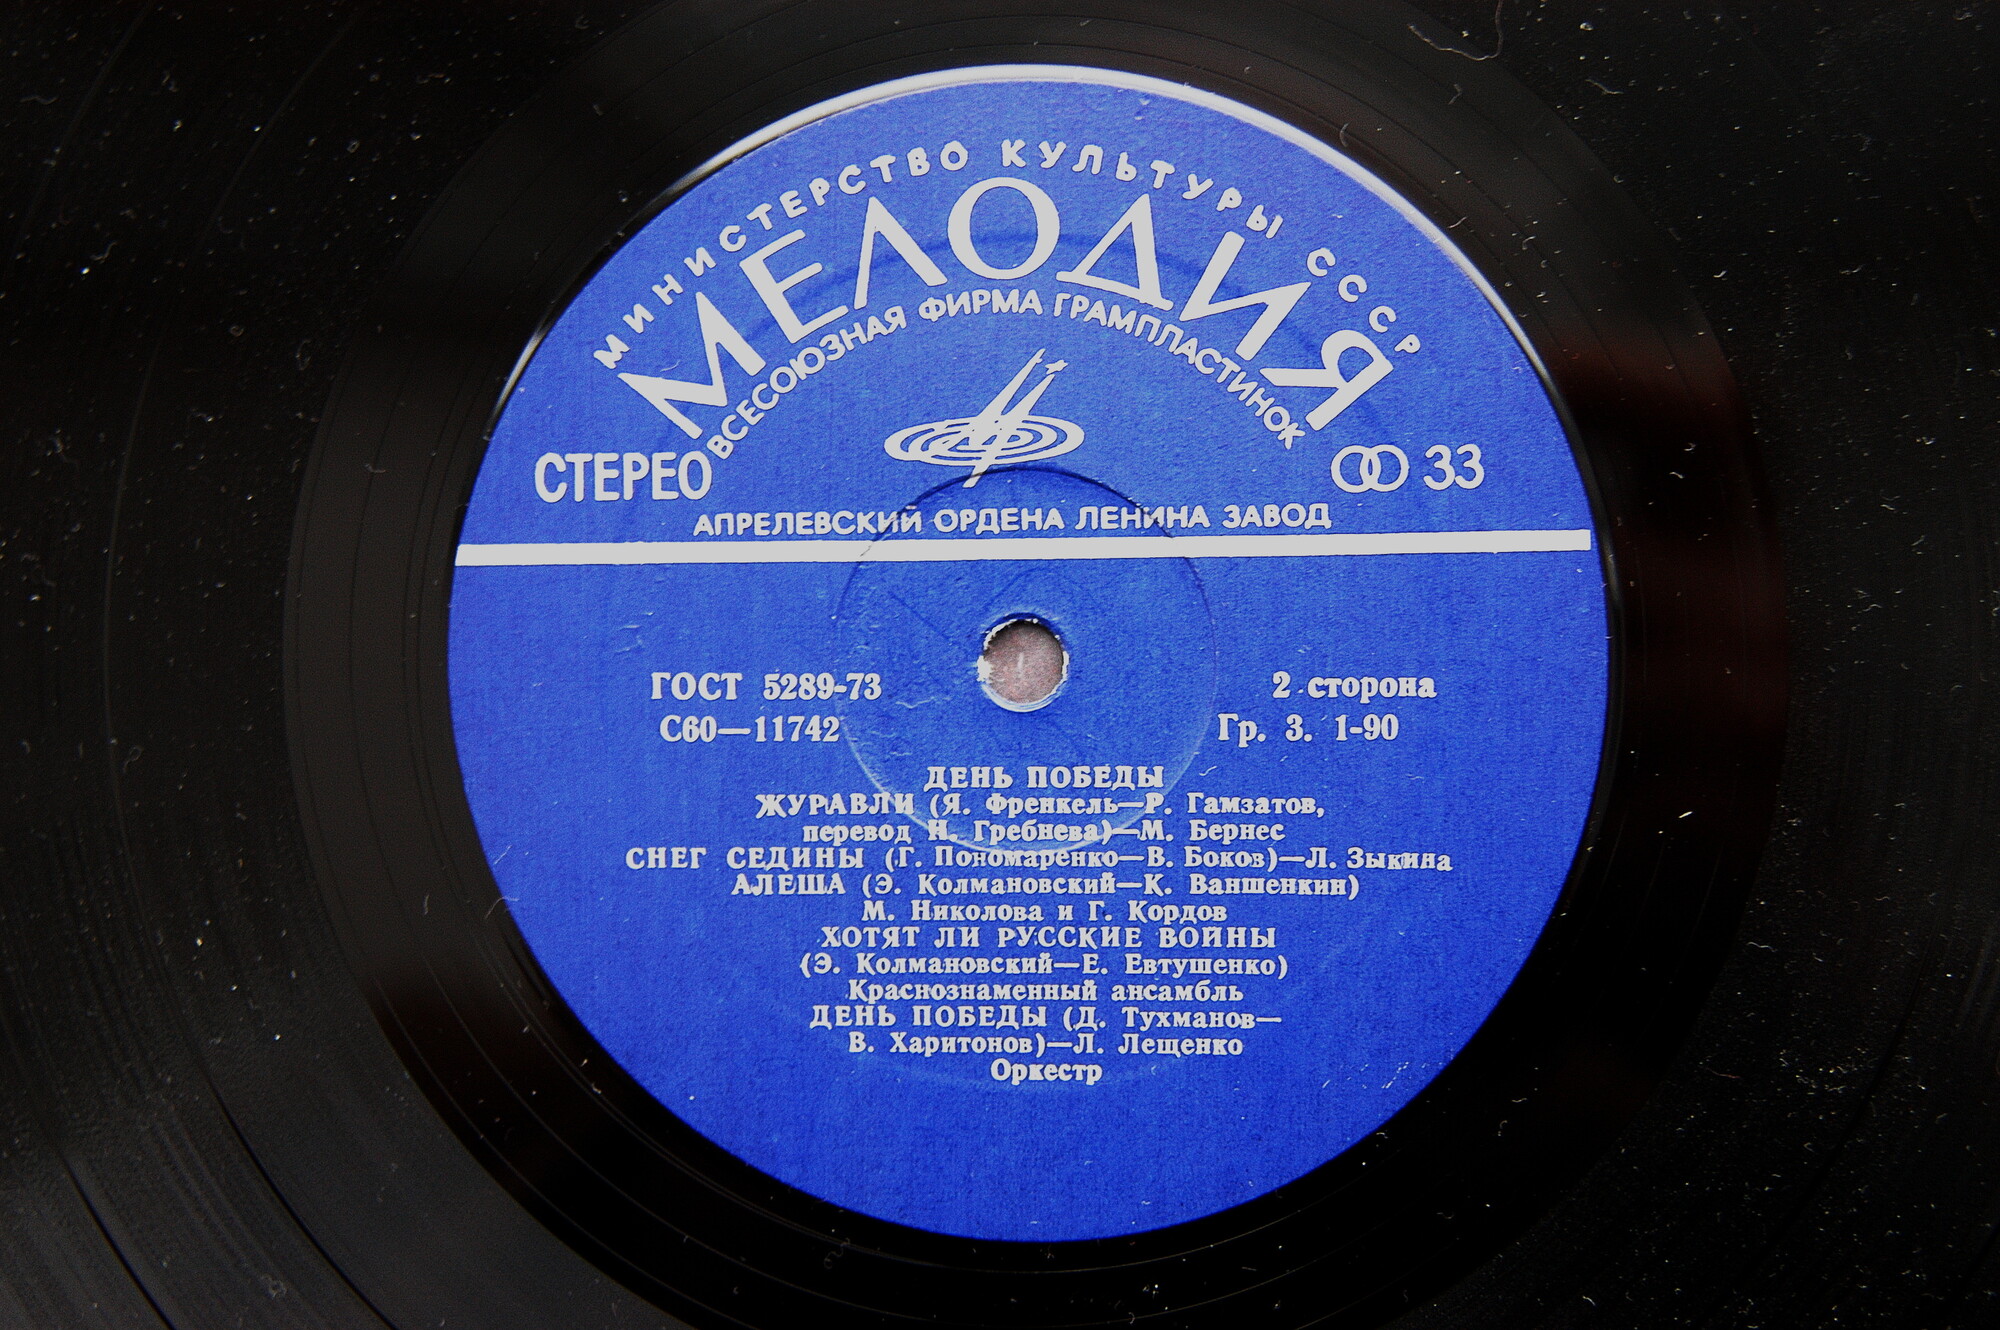 МИНИСТЕРСТВО КУЛЬТУРЫ СССР
МЕЛОДИЯ
ВСЕСОЮЗНАЯ ФИРМА ГРАМПЛАСТИНОК
СТЕРЕО
33
АПРЕЛЕВСКИЙ ОРДЕНА ЛЕНИНА ЗАВОД
ГОСТ 5289-73
2 сторона
С60—11742
Гр. 3. 1-90
ДЕНЬ ПОБЕДЫ
ЖУРАВЛИ (Я. Френкель—Р. Гамзатов,
перевод Н. Гребнева)—М. Бернес
СНЕГ СЕДИНЫ (Г. Пономаренко—В. Боков)—Л. Зыкина
АЛЕША (Э. Колмановский—К. Ваншенкин)
М. Николова и Г. Кордов
ХОТЯТ ЛИ РУССКИЕ ВОЙНЫ
(Э. Колмановский—Е. Евтушенко)
Краснознаменный ансамбль
ДЕНЬ ПОБЕДЫ (Д. Тухманов—
В. Харитонов)—Л. Лещенко
Оркестр